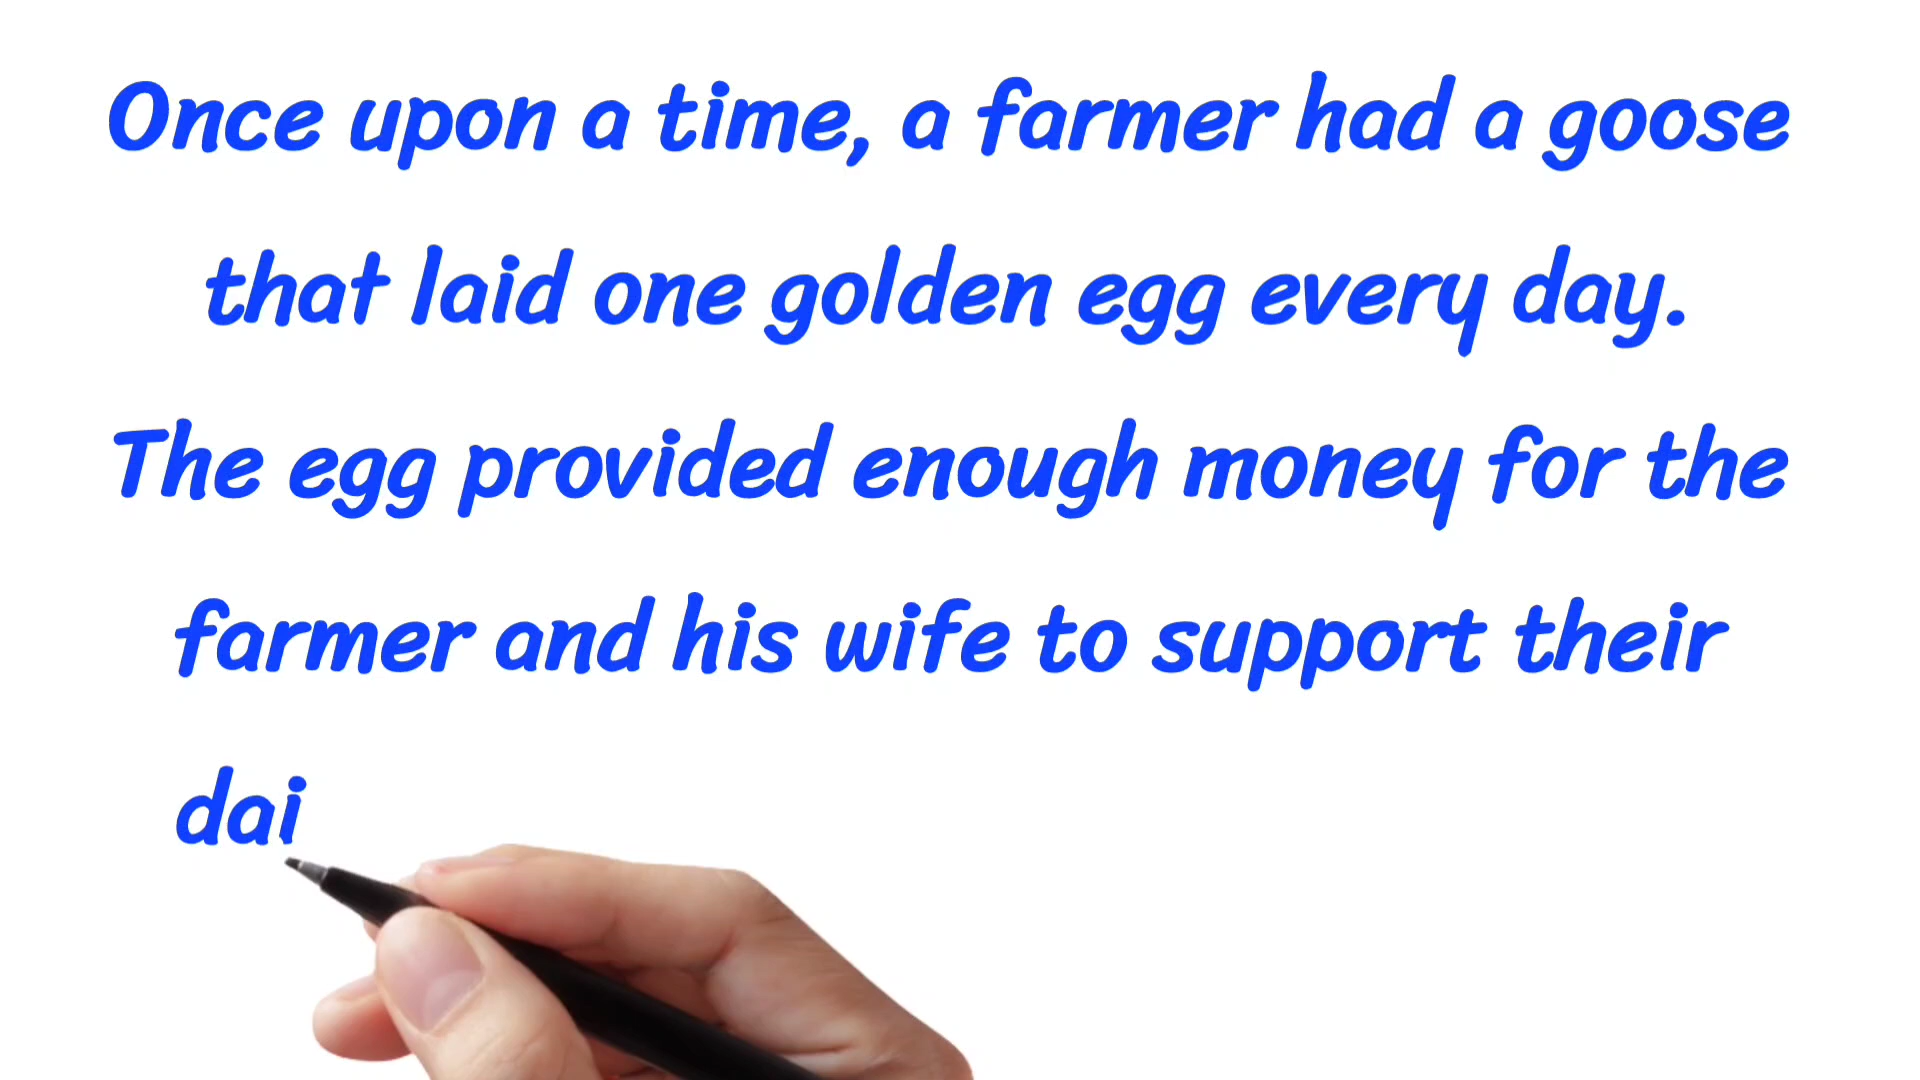 Once upon a time, a farmer had a goose
that laid one golden egg every day.
The egg provided enough money for the
farmer and his wife to support their
dai